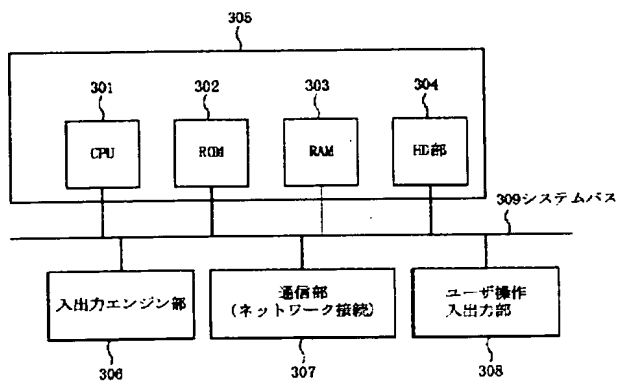 305
301
302
303
304
CPU
ROM
RAM
HD部
309システムバス
入出力エンジン部
通信部
(ネットワーク接続)
ユーザ操作
入出力部
306
307
308